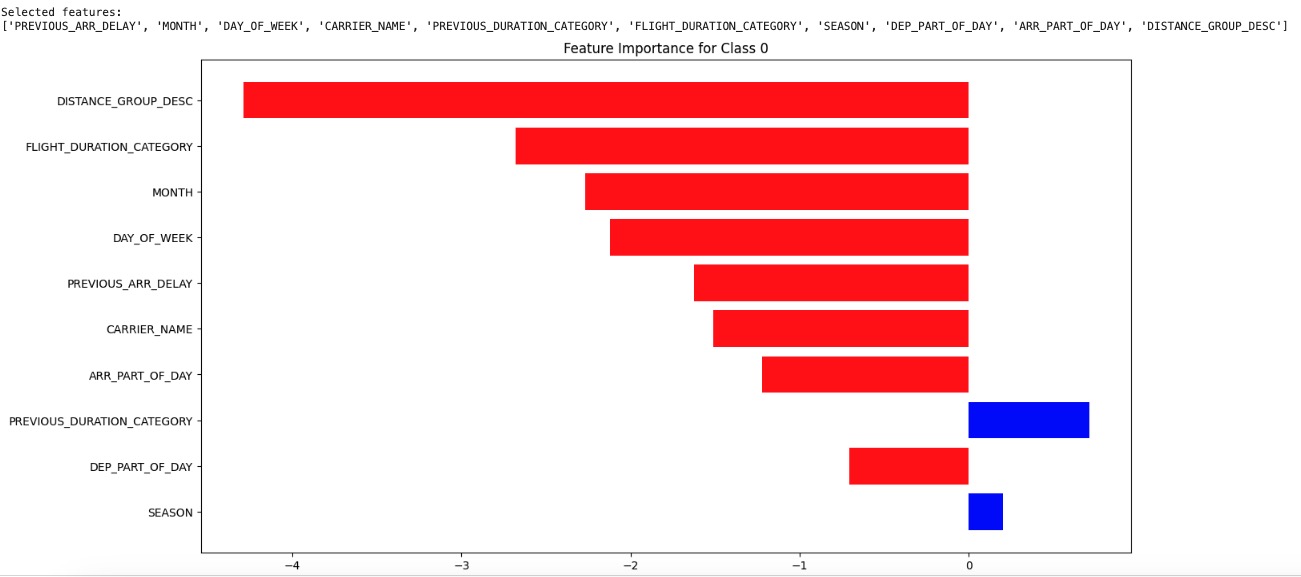 Selected features:
['PREVIOUS_ARR_DELAY', 'MONTH', 'DAY_OF_WEEK', 'CARRIER_NAME', 'PREVIOUS_DURATION_CATEGORY', 'FLIGHT_DURATION_CATEGORY', 'SEASON', 'DEP_PART_OF_DAY', 'ARR_PART_OF_DAY', 'DISTANCE_GROUP_DESC']
Feature Importance for Class 0
DISTANCE_GROUP_DESC
FLIGHT_DURATION_CATEGORY
MONTH
DAY_OF_WEEK
PREVIOUS_ARR_DELAY
CARRIER_NAME
ARR_PART_OF_DAY
PREVIOUS_DURATION_CATEGORY
DEP_PART_OF_DAY
SEASON
−4 −3 −2 −1 0